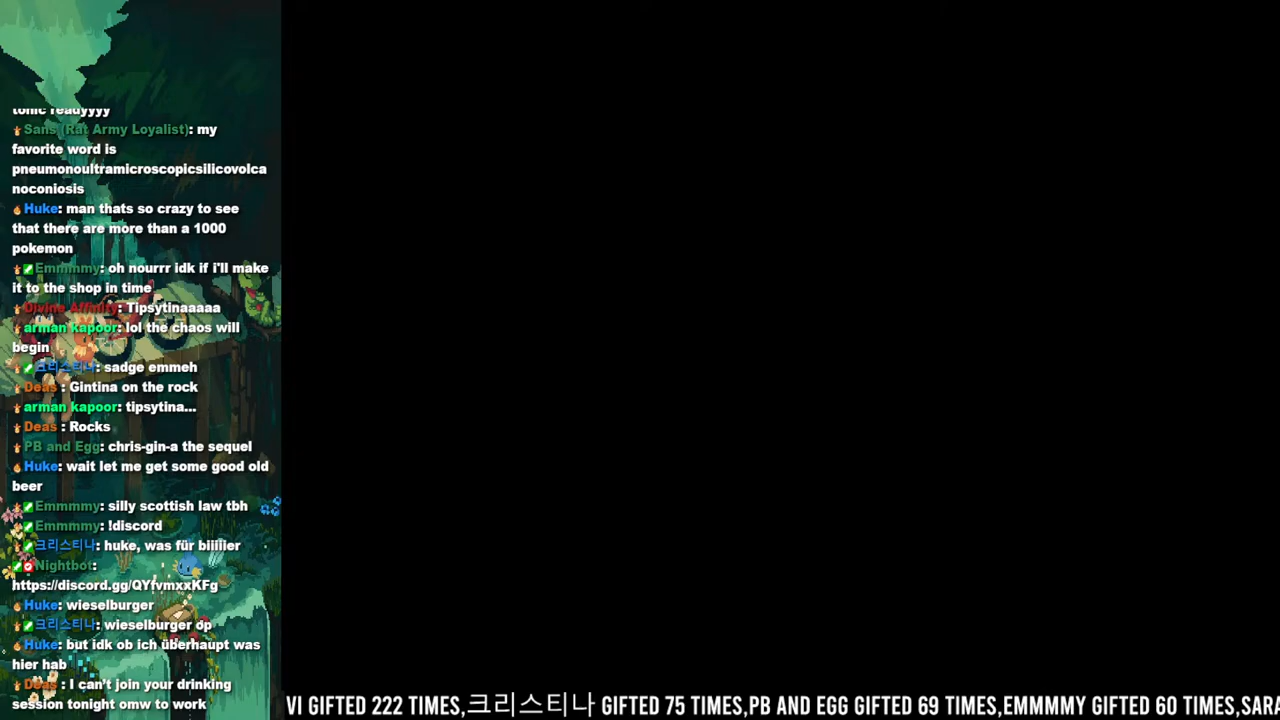 tonic readyyyy
Sans (Rat Army Loyalist): my
favorite word is
pneumonoultramicroscopicsilicovolca
noconiosis
Huke: man thats so crazy to see
that there are more than a 1000
pokemon
Emmmmy: oh nourrr idk if i'll make
it to the shop in time
Divine Affinity: Tipsytinaaaaa
arman kapoor: lol the chaos will
begin
크리스티나: sadge emmeh
Deas : Gintina on the rock
arman kapoor: tipsytina...
Deas : Rocks
PB and Egg: chris-gin-a the sequel
Huke: wait let me get some good old
beer
Emmmmy: silly scottish law tbh
Emmmmy: !discord
크리스티나: huke, was für biiiiier
Nightbot:
https://discord.gg/QYfvmxxKFg
Huke: wieselburger
크리스티나: wieselburger op
Huke: but idk ob ich überhaupt was
hier hab
Deas : I can't join your drinking
session tonight omw to work
VI GIFTED 222 TIMES,크리스티나 GIFTED 75 TIMES,PB AND EGG GIFTED 69 TIMES,EMMMMY GIFTED 60 TIMES,SARA